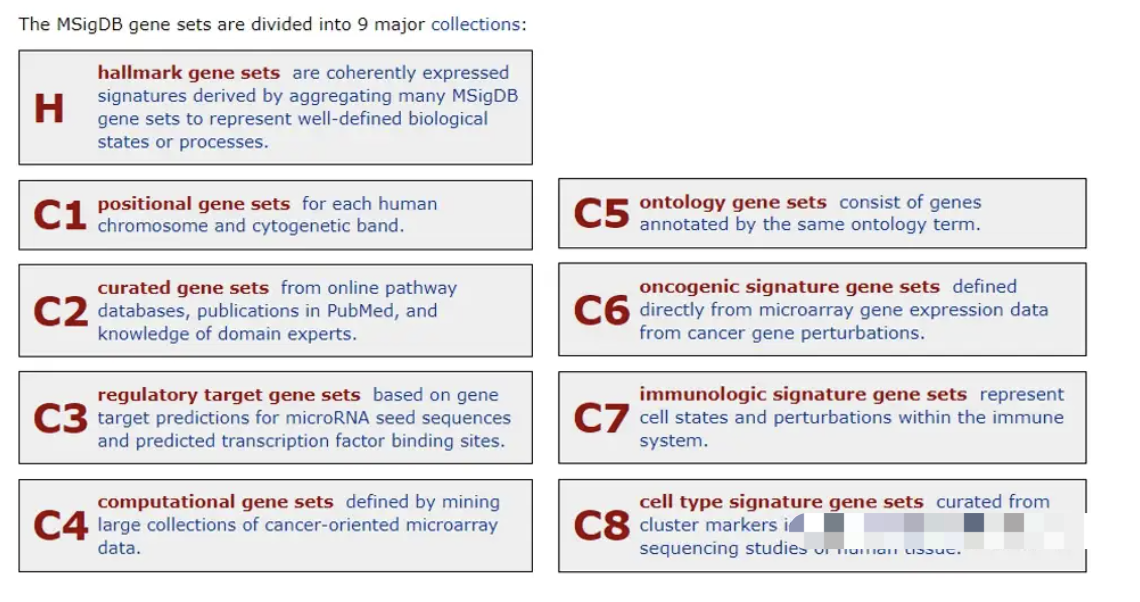 The MSigDB gene sets are divided into 9 major collections:
H
hallmark gene sets are coherently expressed
signatures derived by aggregating many MSigDB
gene sets to represent well-defined biological
states or processes.
C1
positional gene sets for each human
chromosome and cytogenetic band.
C2
curated gene sets from online pathway
databases, publications in PubMed, and
knowledge of domain experts.
C3
regulatory target gene sets based on gene
target predictions for microRNA seed sequences
and predicted transcription factor binding sites.
C4
computational gene sets defined by mining
large collections of cancer-oriented microarray
data.
C5
ontology gene sets consist of genes
annotated by the same ontology term.
C6
oncogenic signature gene sets defined
directly from microarray gene expression data
from cancer gene perturbations.
C7
immunologic signature gene sets represent
cell states and perturbations within the immune
system.
C8
cell type signature gene sets curated from
cluster markers
sequencing studies of human tissue.